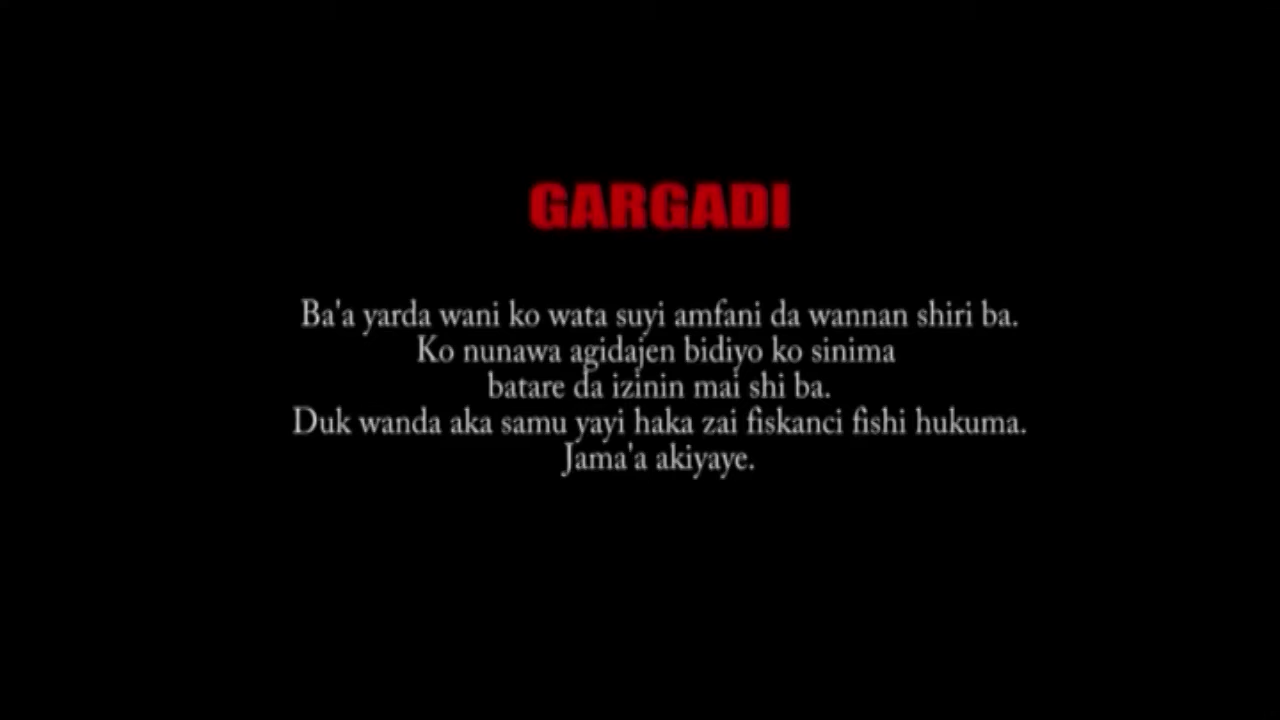 GARGADI
Ba'a yarda wani ko wata suyi amfani da wannan shiri ba.
Ko nunawa agidajen bidiyo ko sinima
batare da izinin mai shi ba.
Duk wanda aka samu yayi haka zai fiskanci fishi hukuma.
Jama'a akiyaye.